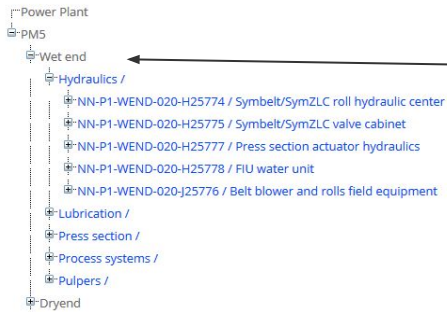 Power Plant
PM5
Wet end
Hydraulics /
NN-P1-WEND-020-H25774 / Symbelt/SymZLC roll hydraulic center
NN-P1-WEND-020-H25775 / Symbelt/SymZLC valve cabinet
NN-P1-WEND-020-H25777 / Press section actuator hydraulics
NN-P1-WEND-020-H25778 / FIU water unit
NN-P1-WEND-020-J25776 / Belt blower and rolls field equipment
Lubrication /
Press section /
Process systems /
Pulpers /
Dryend